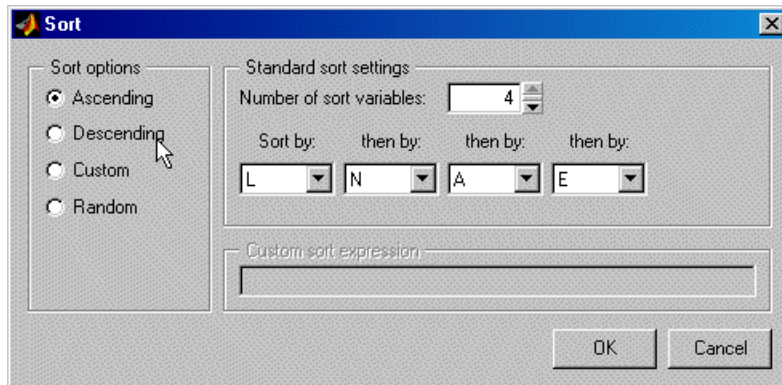 Sort
Sort options
Ascending
Descending
Custom
Random
Standard sort settings
Number of sort variables: 4
Sort by: then by: then by: then by:
L N A E
Custom sort expression
OK Cancel